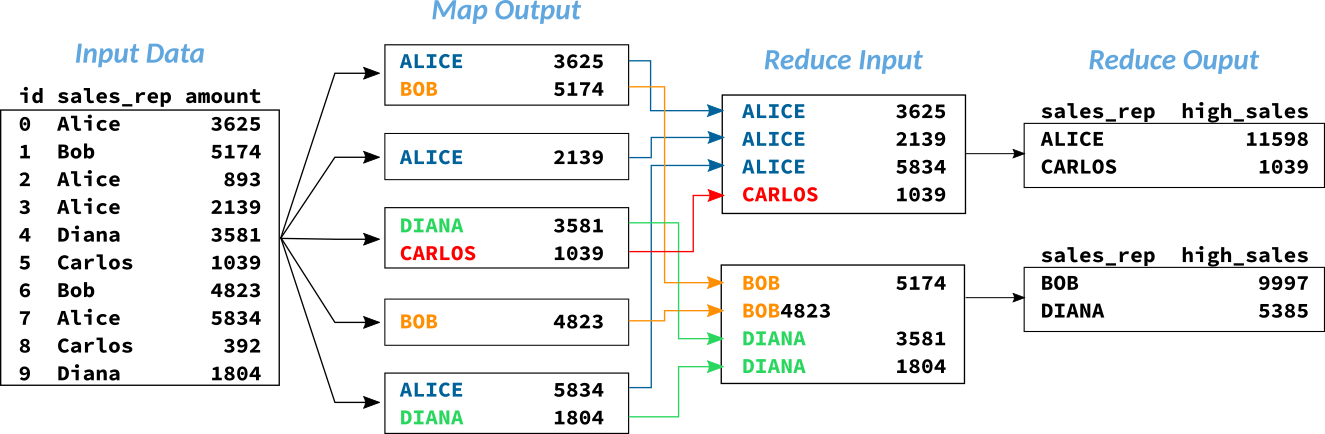 Input Data
id sales_rep amount
0 Alice 3625
1 Bob 5174
2 Alice 893
3 Alice 2139
4 Diana 3581
5 Carlos 1039
6 Bob 4823
7 Alice 5834
8 Carlos 392
9 Diana 1804
Map Output
ALICE 3625
BOB 5174
ALICE 2139
DIANA 3581
CARLOS 1039
BOB 4823
ALICE 5834
DIANA 1804
Reduce Input
ALICE 3625
ALICE 2139
ALICE 5834
CARLOS 1039
BOB 5174
BOB4823
DIANA 3581
DIANA 1804
Reduce Ouput
sales_rep high_sales
ALICE 11598
CARLOS 1039
sales_rep high_sales
BOB 9997
DIANA 5385